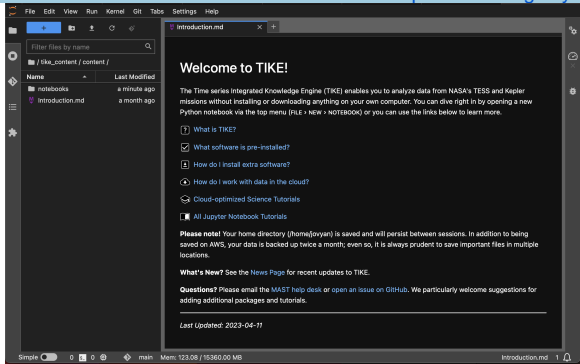 File Edit View Run Kernel Git Tabs Settings Help
Introduction.md
Filter files by name
/ tike_content / content /
Name Last Modified
notebooks a minute ago
Introduction.md a month ago
Welcome to TIKE!
The Time series Integrated Knowledge Engine (TIKE) enables you to analyze data from NASA's TESS and Kepler
missions without installing or downloading anything on your own computer. You can dive right in by opening a new
Python notebook via the top menu (FILE > NEW > NOTEBOOK) or you can use the links below to learn more.
What is TIKE?
What software is pre-installed?
How do I install extra software?
How do I work with data in the cloud?
Cloud-optimized Science Tutorials
All Jupyter Notebook Tutorials
Please note! Your home directory (/home/jovyan) is saved and will persist between sessions. In addition to being
saved on AWS, your data is backed up twice a month; even so, it is always prudent to save important files in multiple
locations.
What's New? See the News Page for recent updates to TIKE.
Questions? Please email the MAST help desk or open an issue on GitHub. We particularly welcome suggestions for
adding additional packages and tutorials.
Last Updated: 2023-04-11
Simple 0 0 main Mem: 123.08 / 15360.00 MB Introduction.md 1